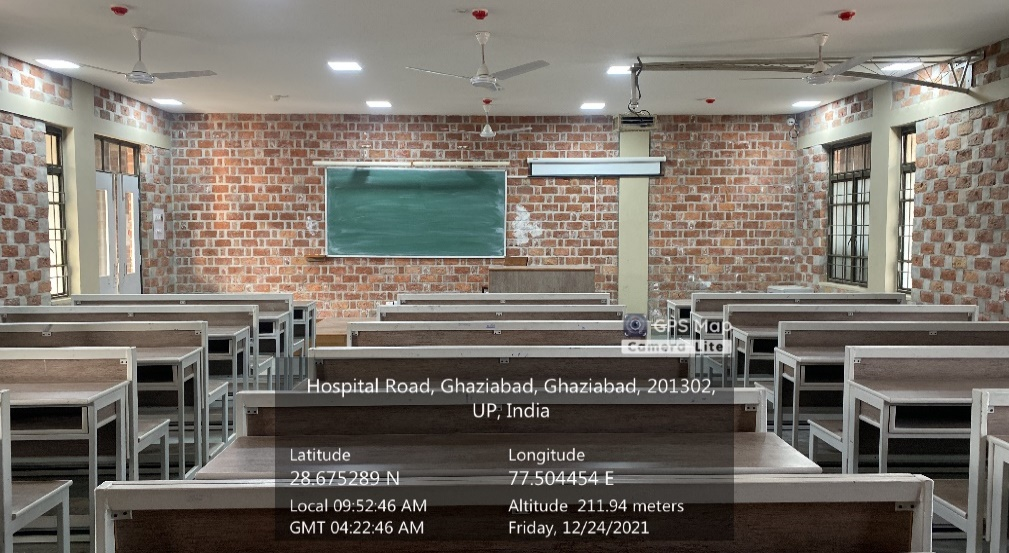 GPS Map
Camera Lite
Hospital Road, Ghaziabad, Ghaziabad, 201302,
UP, India
Latitude
28.675289 N
Longitude
77.504454 E
Local 09:52:46 AM
GMT 04:22:46 AM
Altitude 211.94 meters
Friday, 12/24/2021